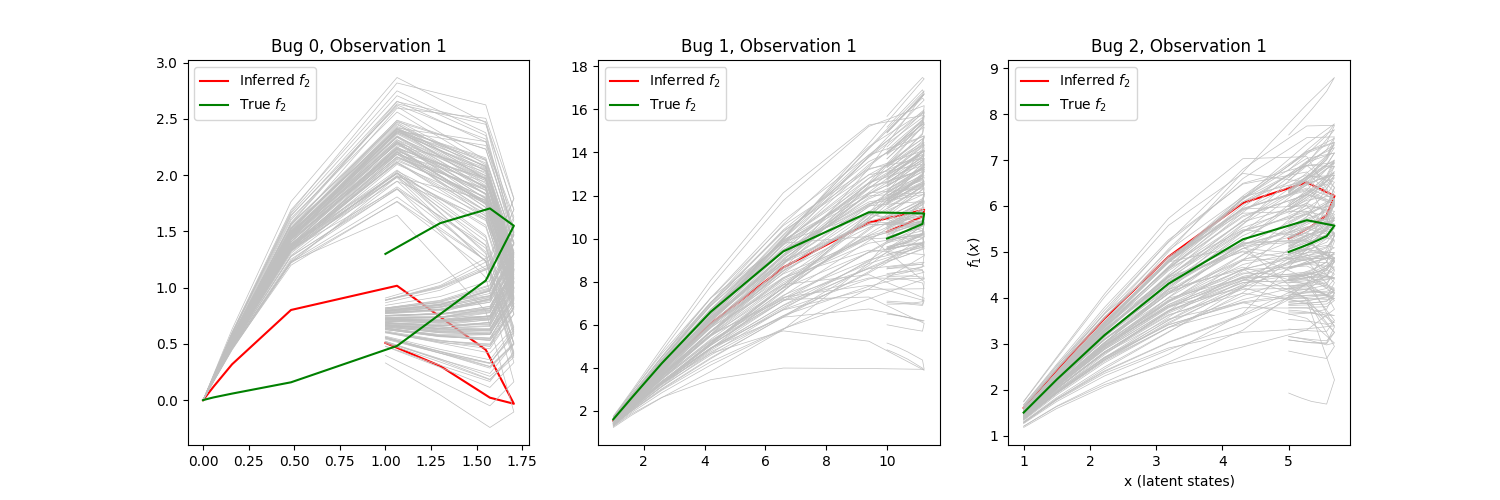 Bug 0, Observation 1
Inferred f₂
True f₂
3.0
2.5
2.0
1.5
1.0
0.5
0.0
0.00 0.25 0.50 0.75 1.00 1.25 1.50 1.75
Bug 1, Observation 1
Inferred f₂
True f₂
18
16
14
12
10
8
6
4
2
2 4 6 8 10
Bug 2, Observation 1
Inferred f₂
True f₂
f₁(x)
9
8
7
6
5
4
3
2
1
1 2 3 4 5
x (latent states)